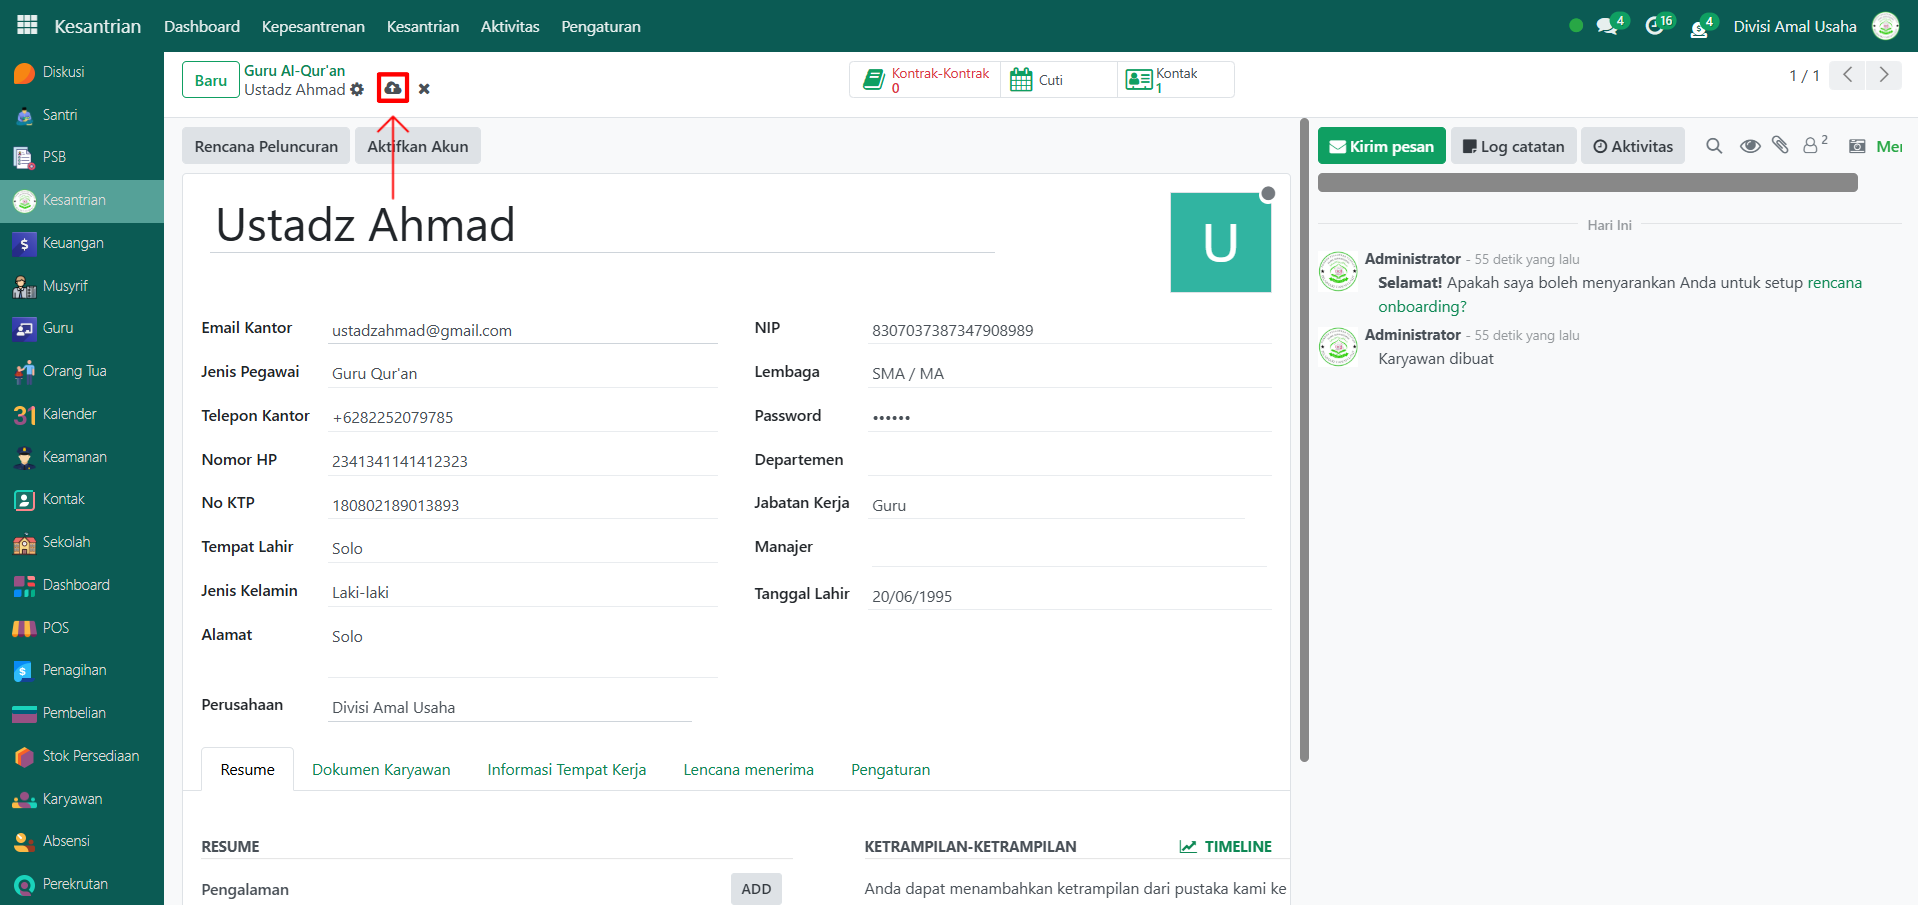 Kesantrian Dashboard Kepesantrenan Kesantrian Aktivitas Pengaturan 4 16 4 Divisi Amal Usaha
Diskusi
Santri
PSB
Kesantrian
Keuangan
Musyrif
Guru
Orang Tua
31 Kalender
Keamanan
Kontak
Sekolah
Dashboard
POS
Penagihan
Pembelian
Stok Persediaan
Karyawan
Absensi
Perekrutan
Baru
Guru Al-Qur'an
Ustadz Ahmad
Kontrak-Kontrak
0
Cuti
Kontak
1
1 / 1
Rencana Peluncuran Aktifkan Akun
Ustadz Ahmad
U
Email Kantor ustadzahmad@gmail.com
Jenis Pegawai Guru Qur'an
Telepon Kantor +6282252079785
Nomor HP 2341341141412323
No KTP 180802189013893
Tempat Lahir Solo
Jenis Kelamin Laki-laki
Alamat Solo
Perusahaan Divisi Amal Usaha
NIP 8307037387347908989
Lembaga SMA / MA
Password ••••••
Departemen
Jabatan Kerja Guru
Manajer
Tanggal Lahir 20/06/1995
Resume Dokumen Karyawan Informasi Tempat Kerja Lencana menerima Pengaturan
RESUME
Pengalaman ADD
KETRAMPILAN-KETRAMPILAN TIMELINE
Anda dapat menambahkan ketrampilan dari pustaka kami ke
Kirim pesan Log catatan Aktivitas 2 Mer
Hari Ini
Administrator - 55 detik yang lalu
Selamat! Apakah saya boleh menyarankan Anda untuk setup rencana
onboarding?
Administrator - 55 detik yang lalu
Karyawan dibuat